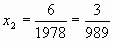 x₂ = 6/1978 = 3/989